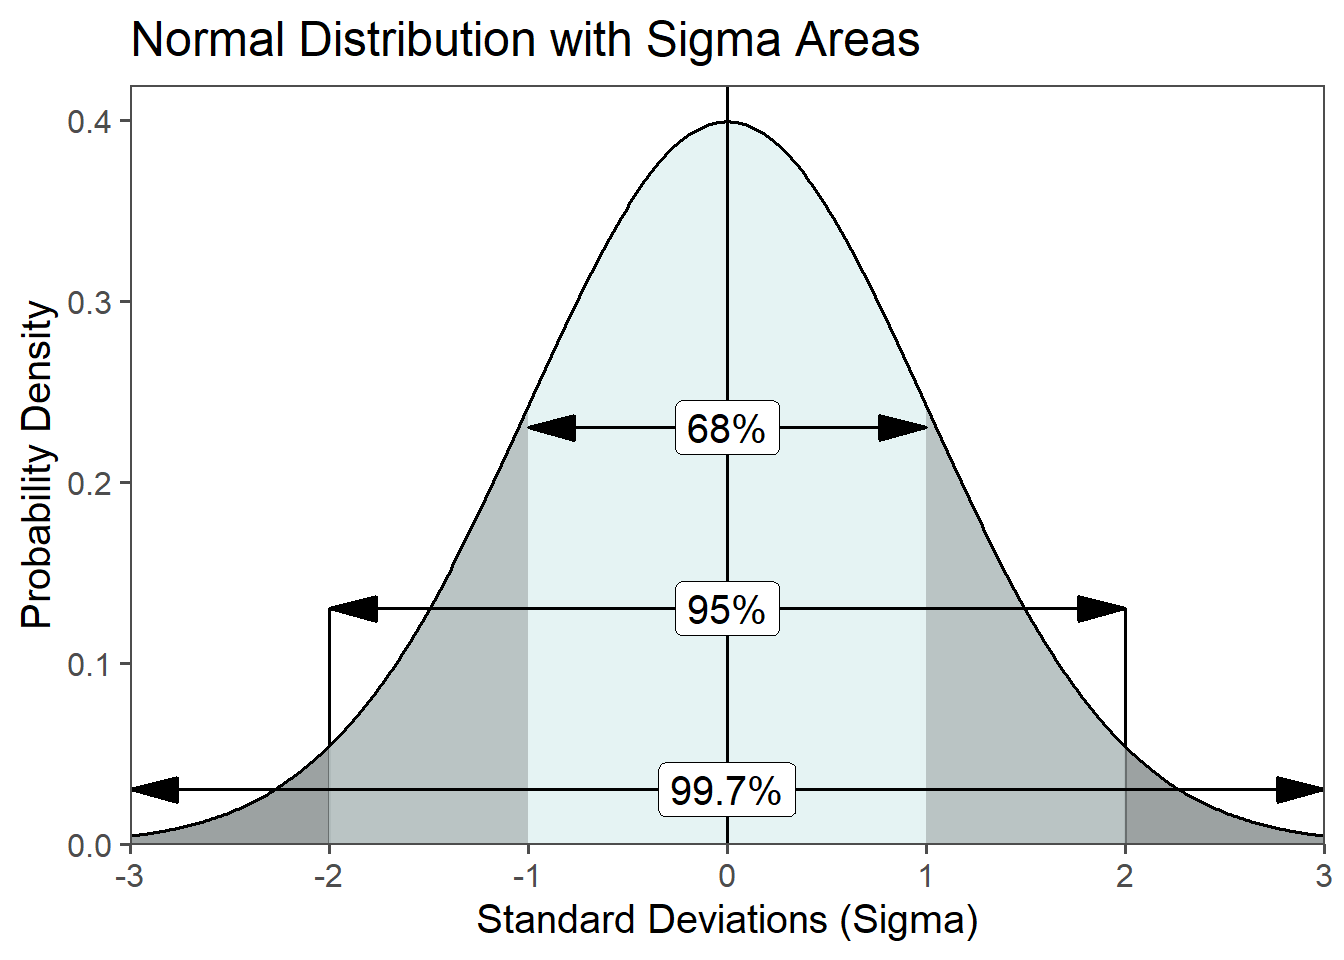 Normal Distribution with Sigma Areas
Probability Density
0.4
0.3
0.2
0.1
0.0
68%
95%
99.7%
-3 -2 -1 0 1 2 3
Standard Deviations (Sigma)